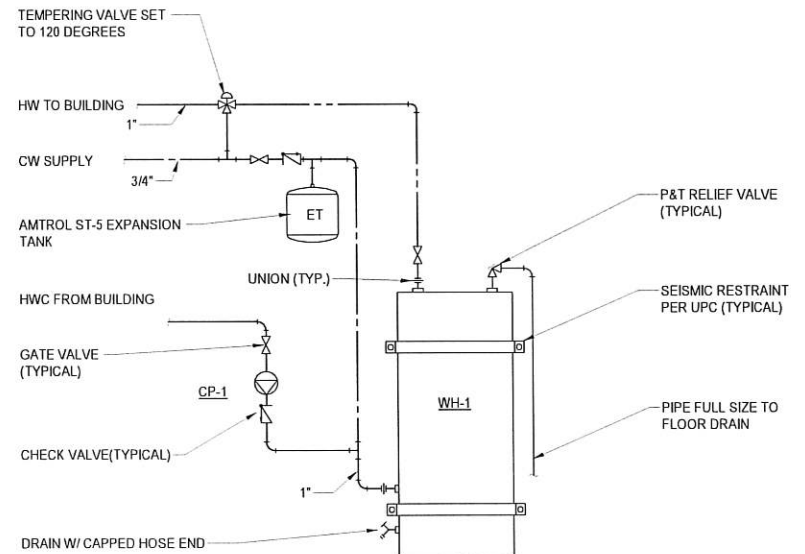 TEMPERING VALVE SET
TO 120 DEGREES
HW TO BUILDING
1"
CW SUPPLY
3/4"
ET
AMTROL ST-5 EXPANSION
TANK
P&T RELIEF VALVE
(TYPICAL)
UNION (TYP.)
HWC FROM BUILDING
SEISMIC RESTRAINT
PER UPC (TYPICAL)
GATE VALVE
(TYPICAL)
CP-1
WH-1
PIPE FULL SIZE TO
FLOOR DRAIN
CHECK VALVE(TYPICAL)
1"
DRAIN W/ CAPPED HOSE END